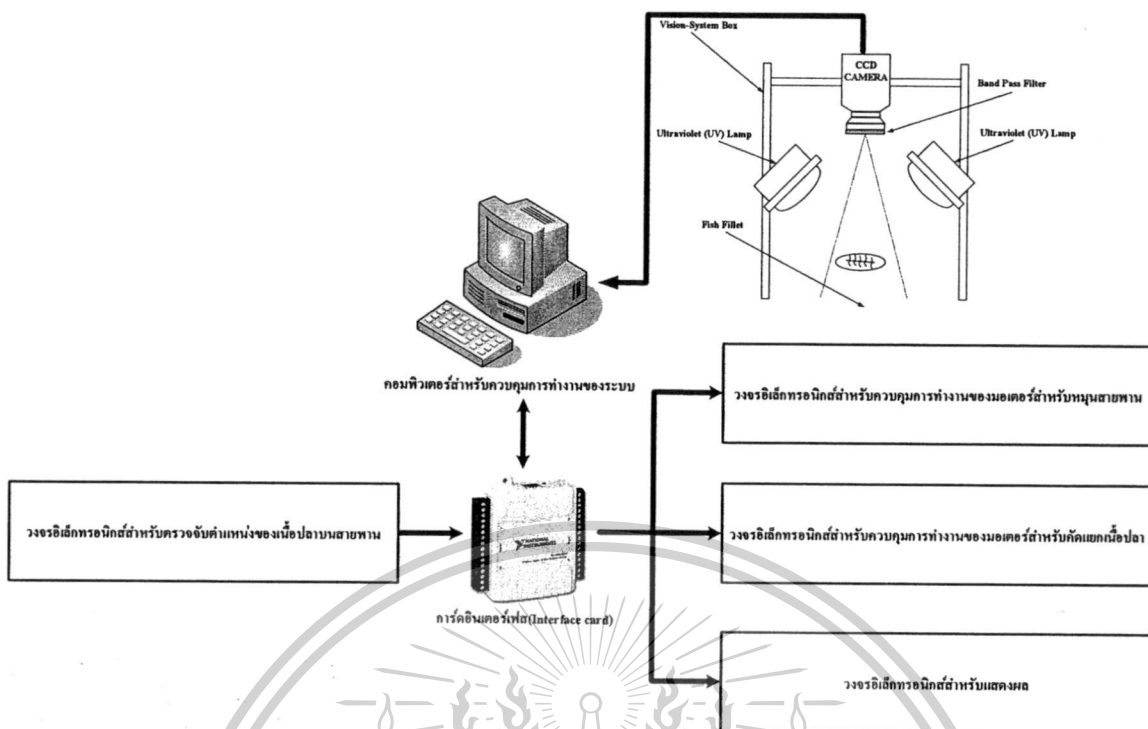 Vision-System Box
CCD
CAMERA
Band Pass Filter
Ultraviolet (UV) Lamp
Ultraviolet (UV) Lamp
Fish Fillet
คอมพิวเตอร์สำหรับควบคุมการทำงานของระบบ
วงจรอิเล็กทรอนิกส์สำหรับควบคุมการทำงานของมอเตอร์สำหรับหมุนสายพาน
วงจรอิเล็กทรอนิกส์สำหรับตรวจจับตำแหน่งของเนื้อปลาบนสายพาน
NATIONAL
INSTRUMENTS
วงจรอิเล็กทรอนิกส์สำหรับควบคุมการทำงานของมอเตอร์สำหรับคัดแยกเนื้อปลา
การ์ดอินเตอร์เฟส(Interface card)
วงจรอิเล็กทรอนิกส์สำหรับแสดงผล